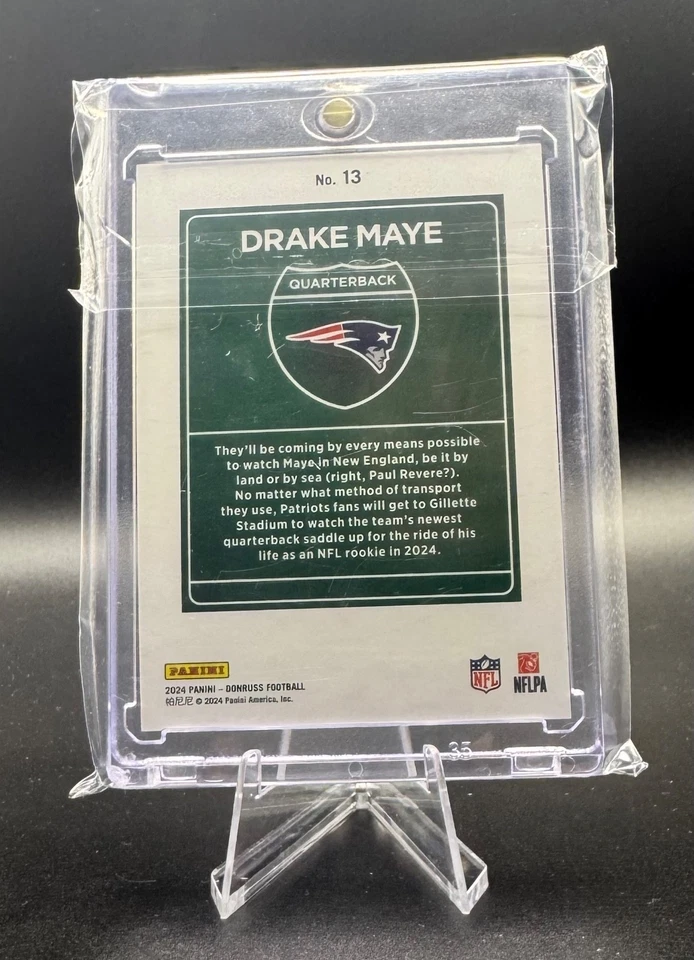 No. 13
DRAKE MAYE
QUARTERBACK
They'll be coming by every means possible
to watch Maye in New England, be it by
land or by sea (right, Paul Revere?).
No matter what method of transport
they use, Patriots fans will get to Gillette
Stadium to watch the team's newest
quarterback saddle up for the ride of his
life as an NFL rookie in 2024.
PANINI
2024 PANINI – DONRUSS FOOTBALL
帕尼尼 © 2024 Panini America, Inc.
NFL
NFLPA
35